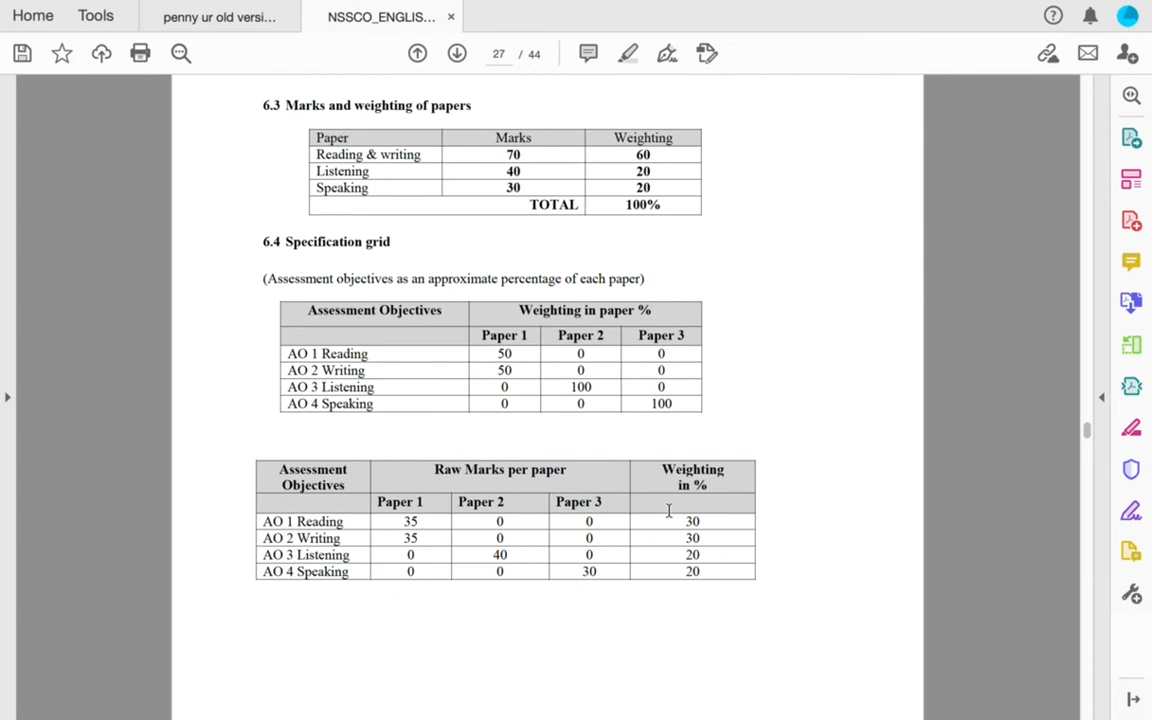 Home Tools penny ur old versi... NSSCO_ENGLIS... ×
27 / 44
6.3 Marks and weighting of papers
Paper Marks Weighting
Reading & writing 70 60
Listening 40 20
Speaking 30 20
TOTAL 100%
6.4 Specification grid
(Assessment objectives as an approximate percentage of each paper)
Assessment Objectives Weighting in paper %
Paper 1 Paper 2 Paper 3
AO 1 Reading 50 0 0
AO 2 Writing 50 0 0
AO 3 Listening 0 100 0
AO 4 Speaking 0 0 100
Assessment Raw Marks per paper Weighting
Objectives in %
Paper 1 Paper 2 Paper 3
AO 1 Reading 35 0 0 30
AO 2 Writing 35 0 0 30
AO 3 Listening 0 40 0 20
AO 4 Speaking 0 0 30 20